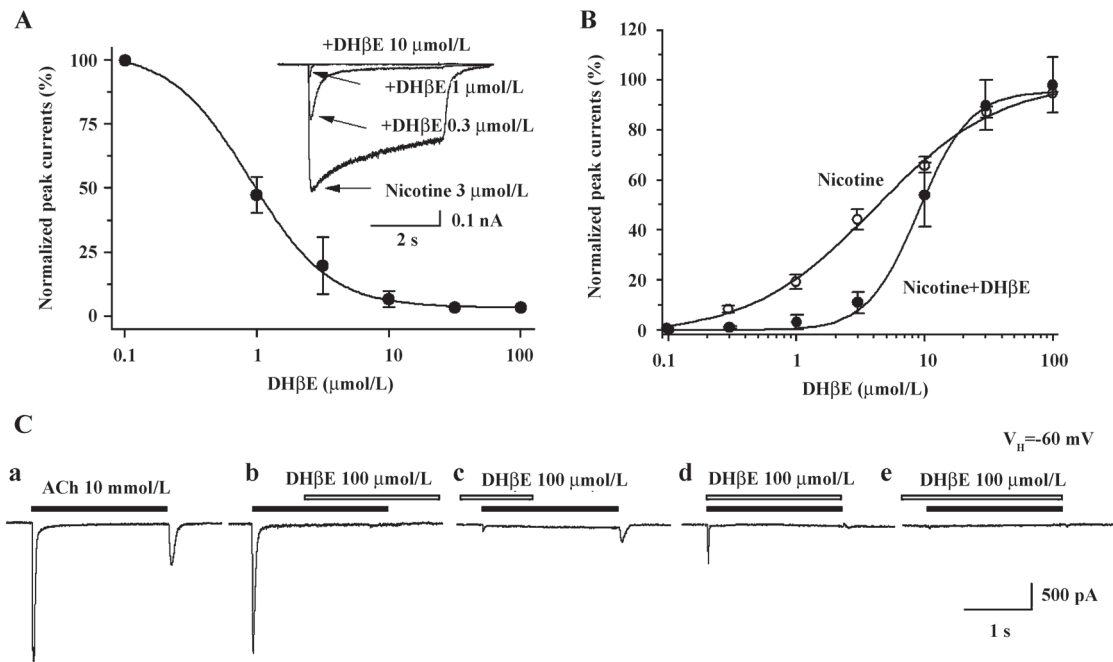 A
Normalized peak currents (%)
100
75
50
25
0
0.1 1 10 100
DHβE (μmol/L)
+DHβE 10 μmol/L
+DHβE 1 μmol/L
+DHβE 0.3 μmol/L
Nicotine 3 μmol/L
0.1 nA
2 s
B
Normalized peak currents (%)
120
100
80
60
40
20
0
0.1 1 10 100
DHβE (μmol/L)
Nicotine
Nicotine+DHβE
C
V_H=-60 mV
a
ACh 10 mmol/L
b
DHβE 100 μmol/L
c
DHβE 100 μmol/L
d
DHβE 100 μmol/L
e
DHβE 100 μmol/L
500 pA
1 s